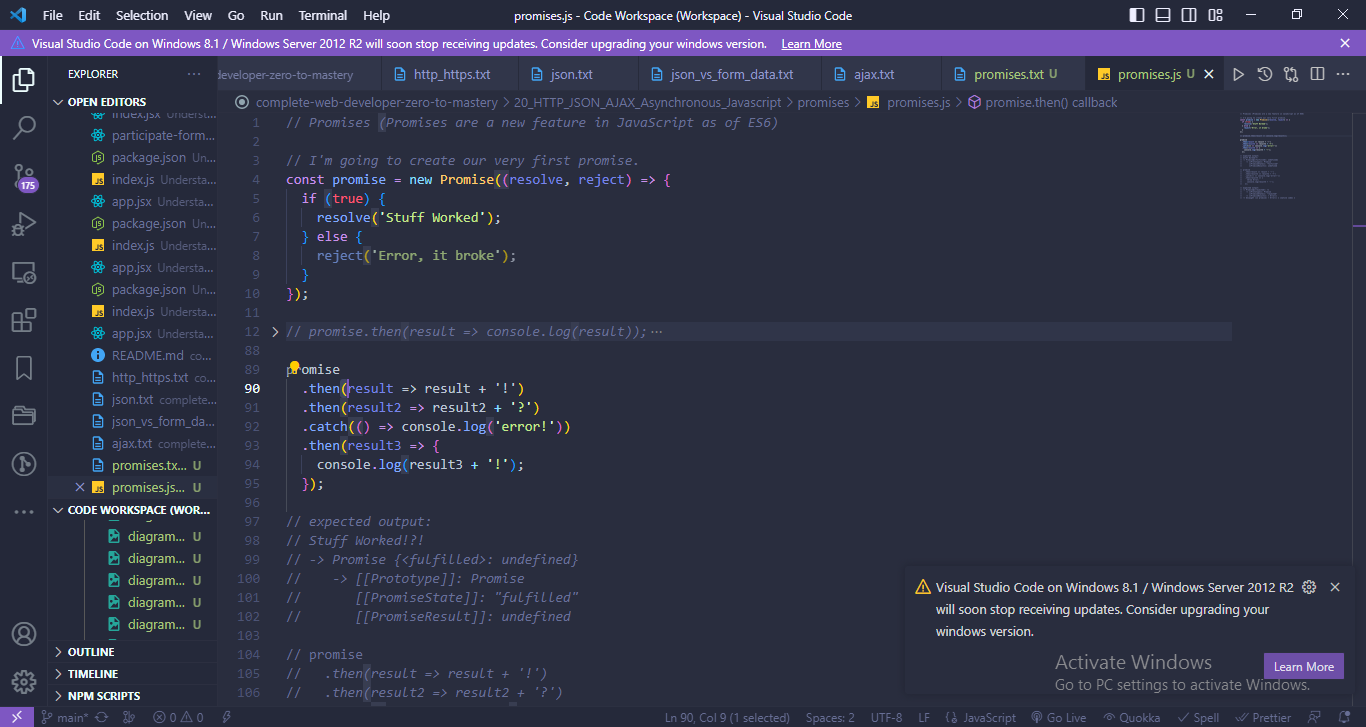 File Edit Selection View Go Run Terminal Help promises.js - Code Workspace (Workspace) - Visual Studio Code
Visual Studio Code on Windows 8.1 / Windows Server 2012 R2 will soon stop receiving updates. Consider upgrading your windows version. Learn More
EXPLORER ··· developer-zero-to-mastery http_https.txt json.txt json_vs_form_data.txt ajax.txt promises.txt U JS promises.js U
complete-web-developer-zero-to-mastery > 20_HTTP_JSON_AJAX_Asynchronous_Javascript > promises > JS promises.js > promise.then() callback
OPEN EDITORS
index.jsx Understa...
participate-form...
package.json Un...
JS index.js Understa...
app.jsx Understa...
package.json Un...
JS index.js Understa...
app.jsx Understa...
package.json Un...
JS index.js Understa...
app.jsx Understa...
README.md co...
http_https.txt co...
json.txt complete...
json_vs_form_da...
ajax.txt complete...
promises.tx... U
JS promises.js... U
CODE WORKSPACE (WOR...
diagram... U
diagram... U
diagram... U
diagram... U
diagram... U
OUTLINE
TIMELINE
NPM SCRIPTS
175
1 // Promises (Promises are a new feature in JavaScript as of ES6)
2
3 // I'm going to create our very first promise.
4 const promise = new Promise((resolve, reject) => {
5 if (true) {
6 resolve('Stuff Worked');
7 } else {
8 reject('Error, it broke');
9 }
10 });
11
12 // promise.then(result => console.log(result));···
88
89 promise
90 .then(result => result + '!')
91 .then(result2 => result2 + '?')
92 .catch(() => console.log('error!'))
93 .then(result3 => {
94 console.log(result3 + '!');
95 });
96
97 // expected output:
98 // Stuff Worked!?!
99 // -> Promise {<fulfilled>: undefined}
100 // -> [[Prototype]]: Promise
101 // [[PromiseState]]: "fulfilled"
102 // [[PromiseResult]]: undefined
103
104 // promise
105 // .then(result => result + '!')
106 // .then(result2 => result2 + '?')
Visual Studio Code on Windows 8.1 / Windows Server 2012 R2
will soon stop receiving updates. Consider upgrading your
windows version.
Learn More
Activate Windows
Go to PC settings to activate Windows.
main* 0 0 Ln 90, Col 9 (1 selected) Spaces: 2 UTF-8 LF {} JavaScript Go Live Quokka Spell Prettier